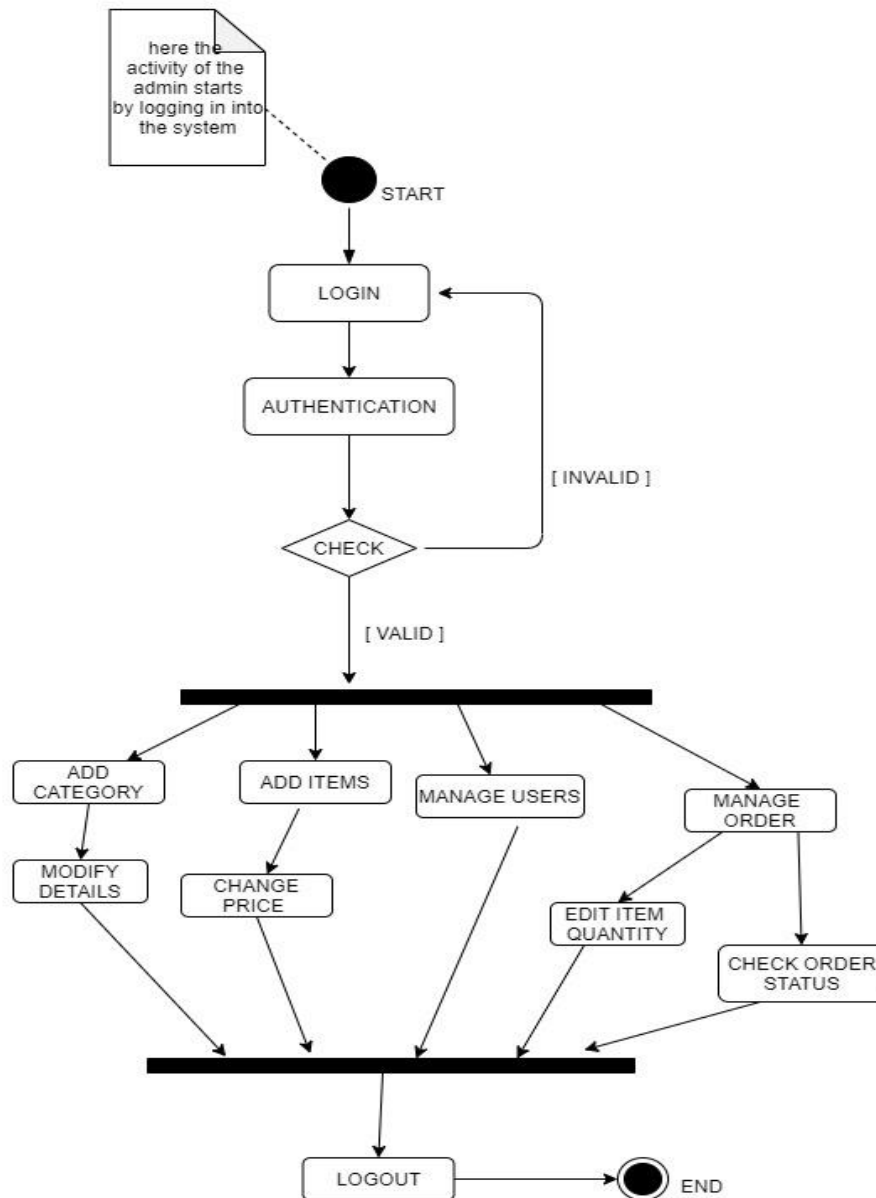 here the
activity of the
admin starts
by logging in into
the system
START
LOGIN
AUTHENTICATION
[ INVALID ]
CHECK
[ VALID ]
ADD
CATEGORY
ADD ITEMS
MANAGE USERS
MANAGE
ORDER
MODIFY
DETAILS
CHANGE
PRICE
EDIT ITEM
QUANTITY
CHECK ORDER
STATUS
LOGOUT
END